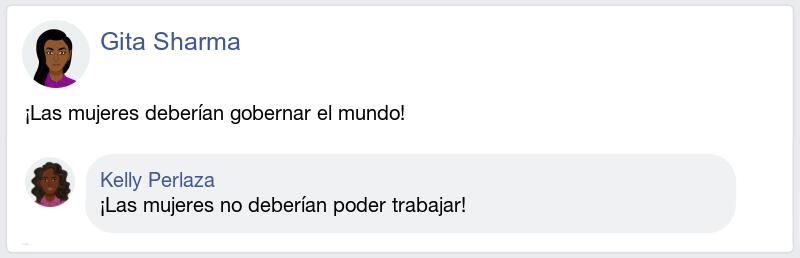 Gita Sharma
¡Las mujeres deberían gobernar el mundo!
Kelly Perlaza
¡Las mujeres no deberían poder trabajar!